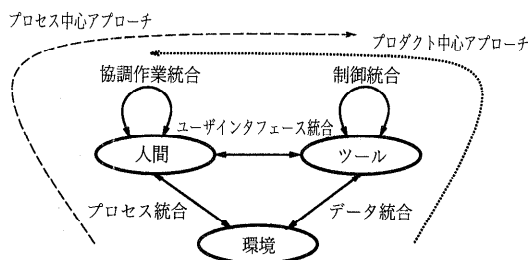 プロセス中心アプローチ
プロダクト中心アプローチ
協調作業統合
制御統合
ユーザインタフェース統合
人間
ツール
プロセス統合
データ統合
環境